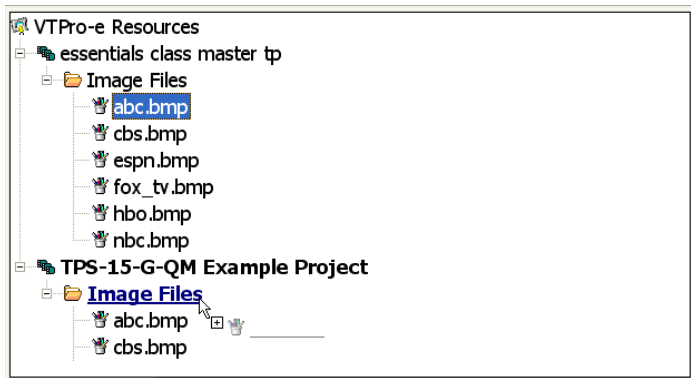 VTPro-e Resources
essentials class master tp
Image Files
abc.bmp
cbs.bmp
espn.bmp
fox_tv.bmp
hbo.bmp
nbc.bmp
TPS-15-G-QM Example Project
Image Files
abc.bmp
cbs.bmp